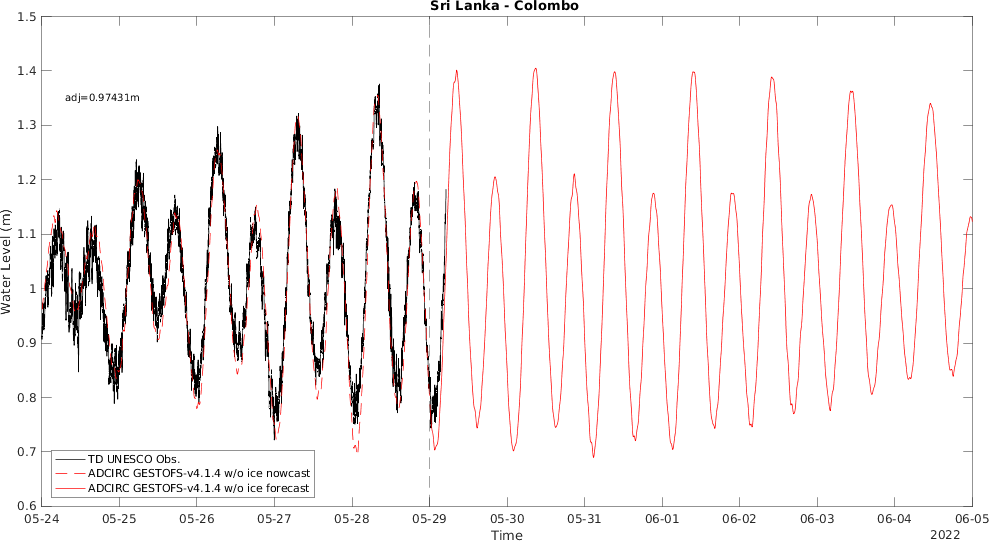 Sri Lanka - Colombo
1.5
1.4
1.3
1.2
1.1
1
0.9
0.8
0.7
0.6
Water Level (m)
adj=0.97431m
TD UNESCO Obs.
ADCIRC GESTOFS-v4.1.4 w/o ice nowcast
ADCIRC GESTOFS-v4.1.4 w/o ice forecast
05-24 05-25 05-26 05-27 05-28 05-29 05-30 05-31 06-01 06-02 06-03 06-04 06-05
Time
2022